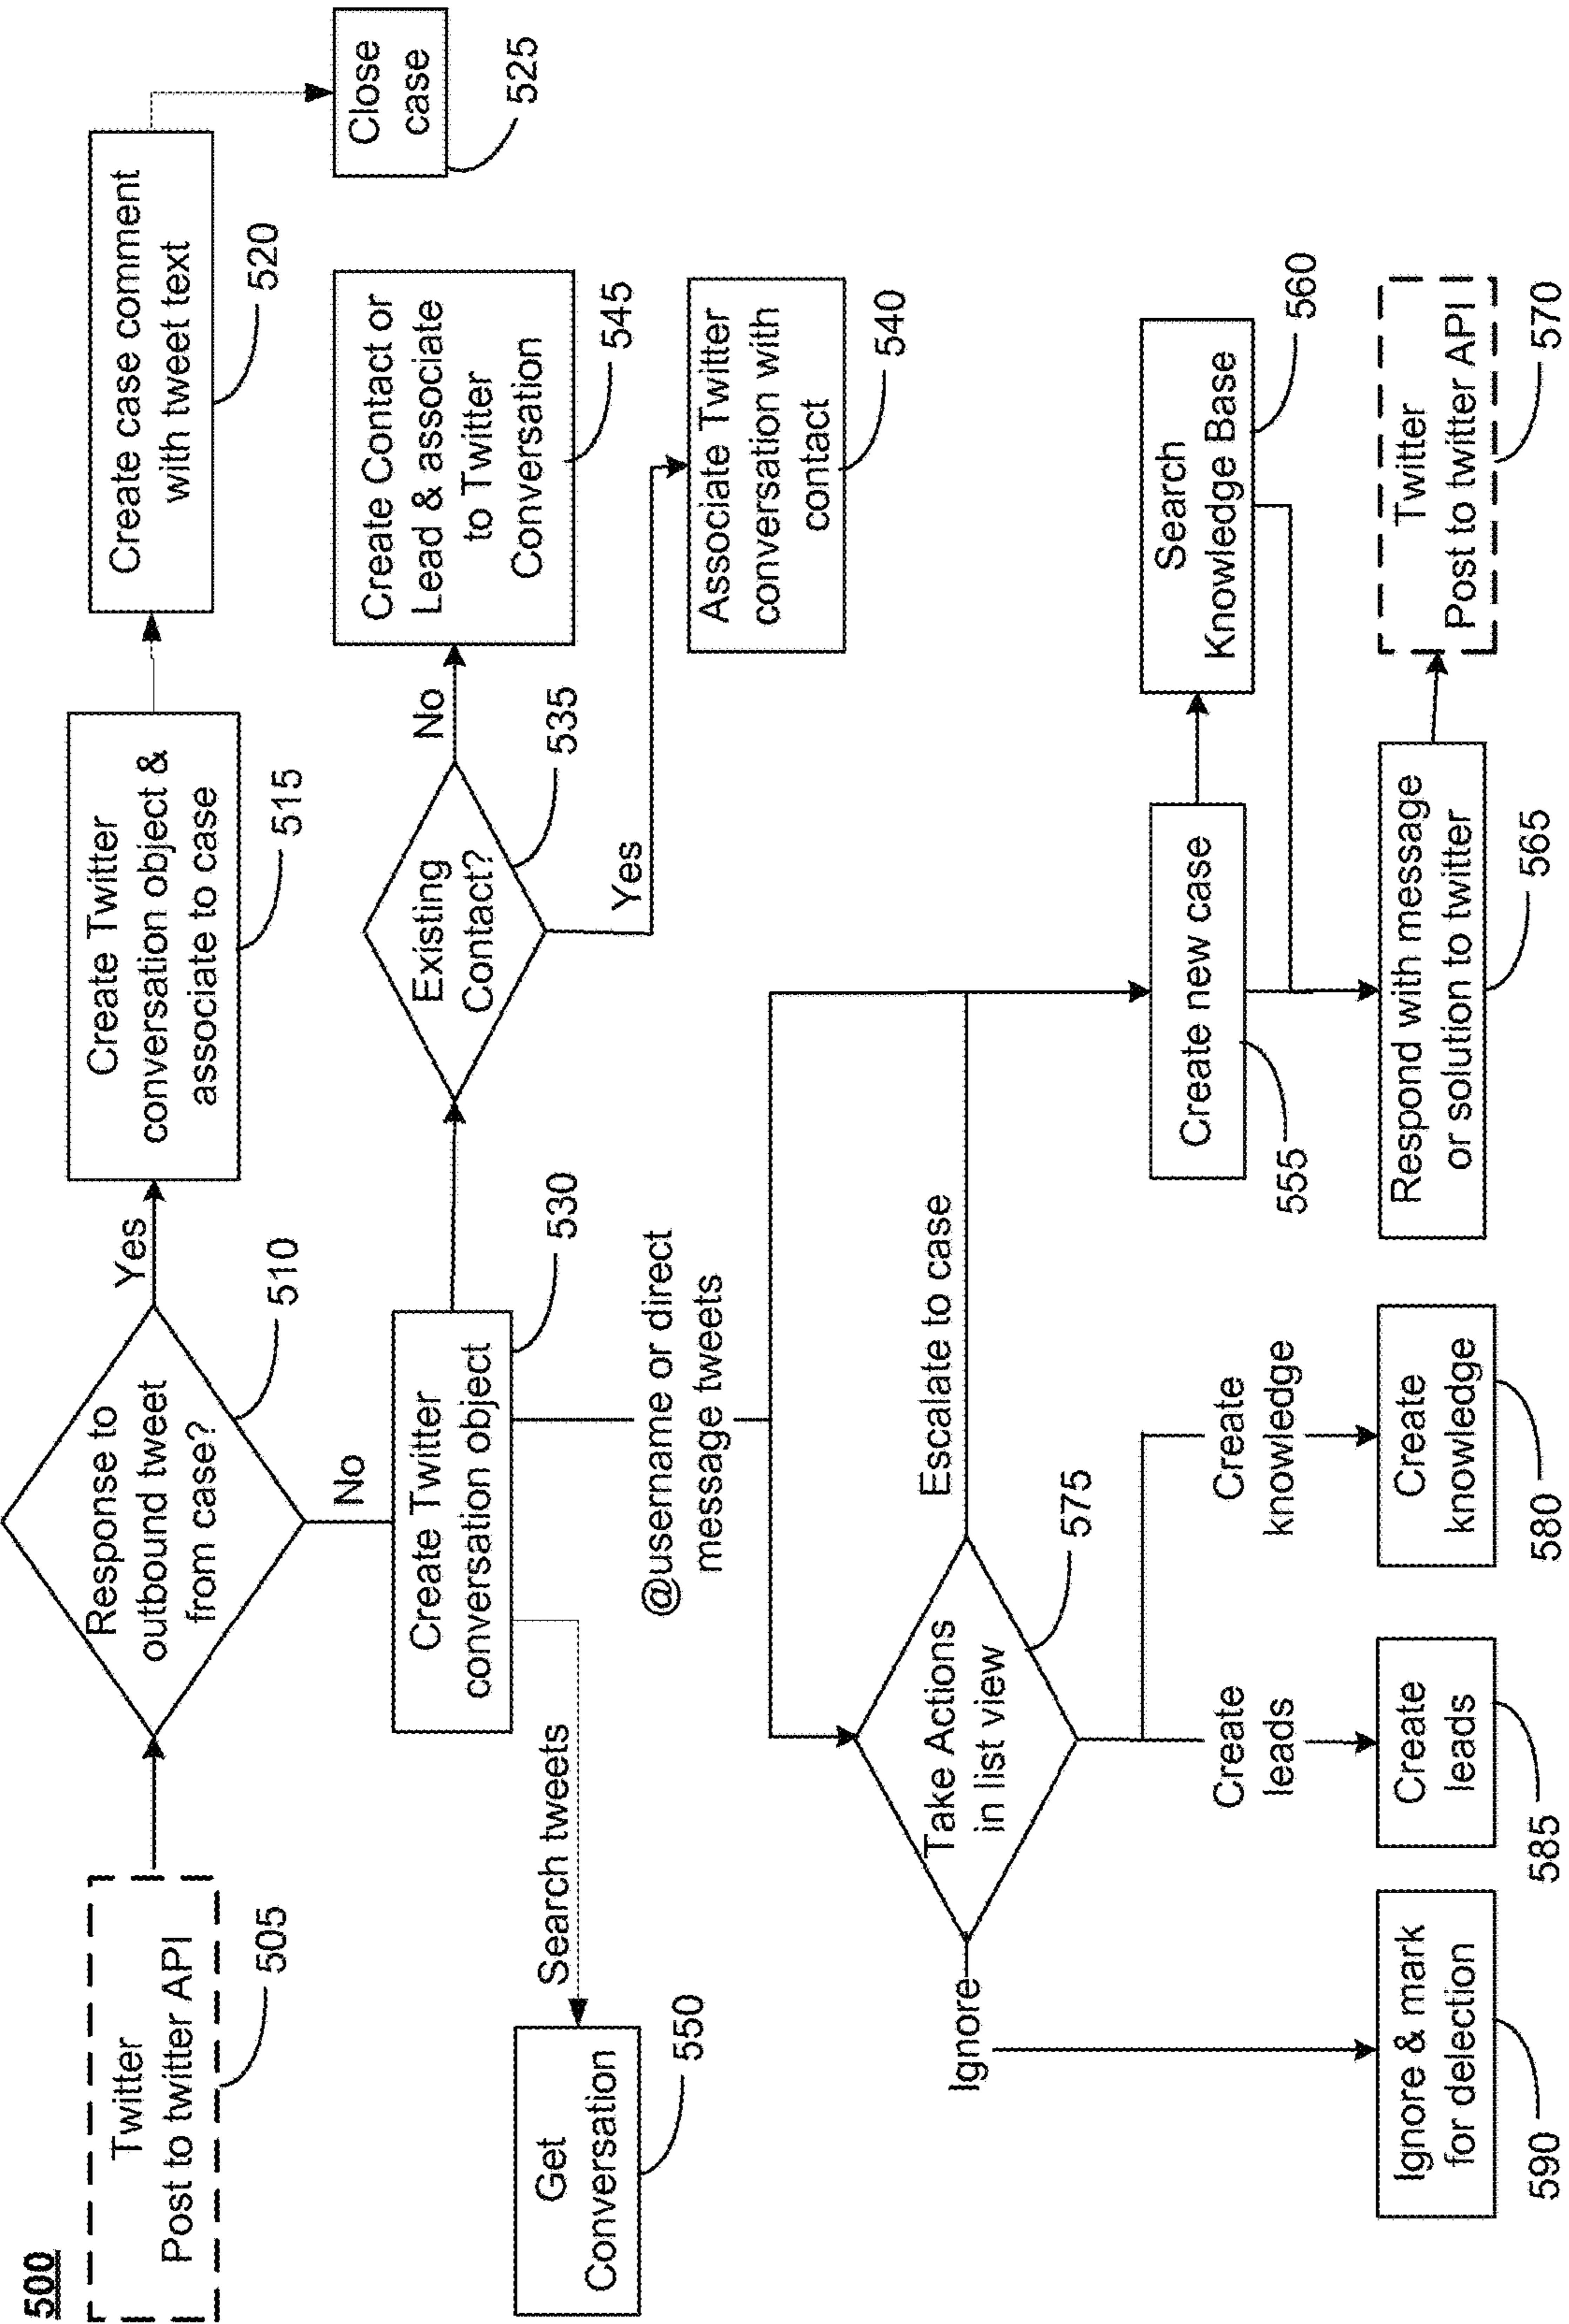 500
Twitter
Post to twitter API
505
Response to
outbound tweet
from case?
510
Yes
Create Twitter
conversation object &
associate to case
515
Create case comment
with tweet text
520
Close
case
525
No
Create Twitter
conversation object
530
Existing
Contact?
535
No
Create Contact or
Lead & associate
to Twitter
Conversation
545
Yes
Associate Twitter
conversation with
contact
540
Search tweets
Get
Conversation
550
@username or direct
message tweets
Take Actions
in list view
575
Escalate to case
Create new case
555
Search
Knowledge Base
560
Respond with message
or solution to twitter
565
Twitter
Post to twitter API
570
Ignore
Ignore & mark
for delection
590
Create
leads
Create
leads
585
Create
knowledge
Create
knowledge
580